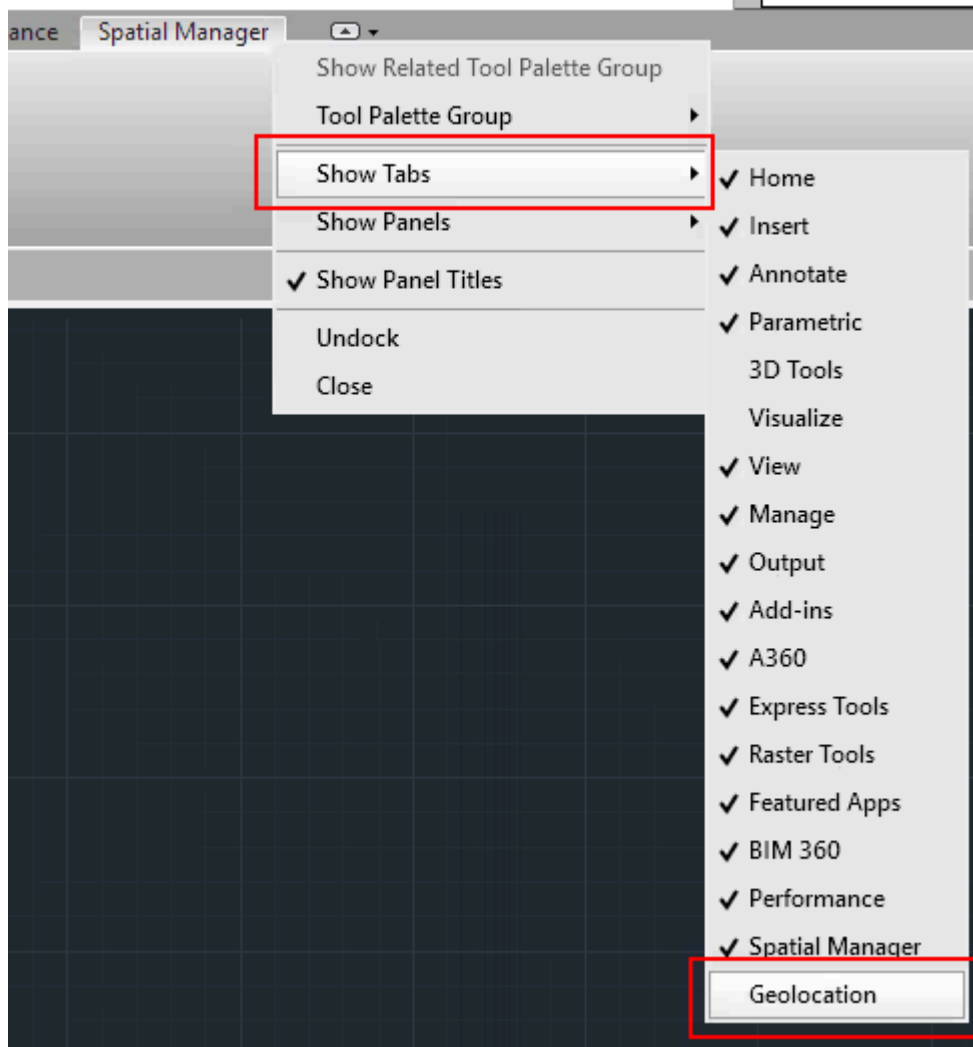 ance Spatial Manager
Show Related Tool Palette Group
Tool Palette Group
Show Tabs
Show Panels
Show Panel Titles
Undock
Close
Home
Insert
Annotate
Parametric
3D Tools
Visualize
View
Manage
Output
Add-ins
A360
Express Tools
Raster Tools
Featured Apps
BIM 360
Performance
Spatial Manager
Geolocation